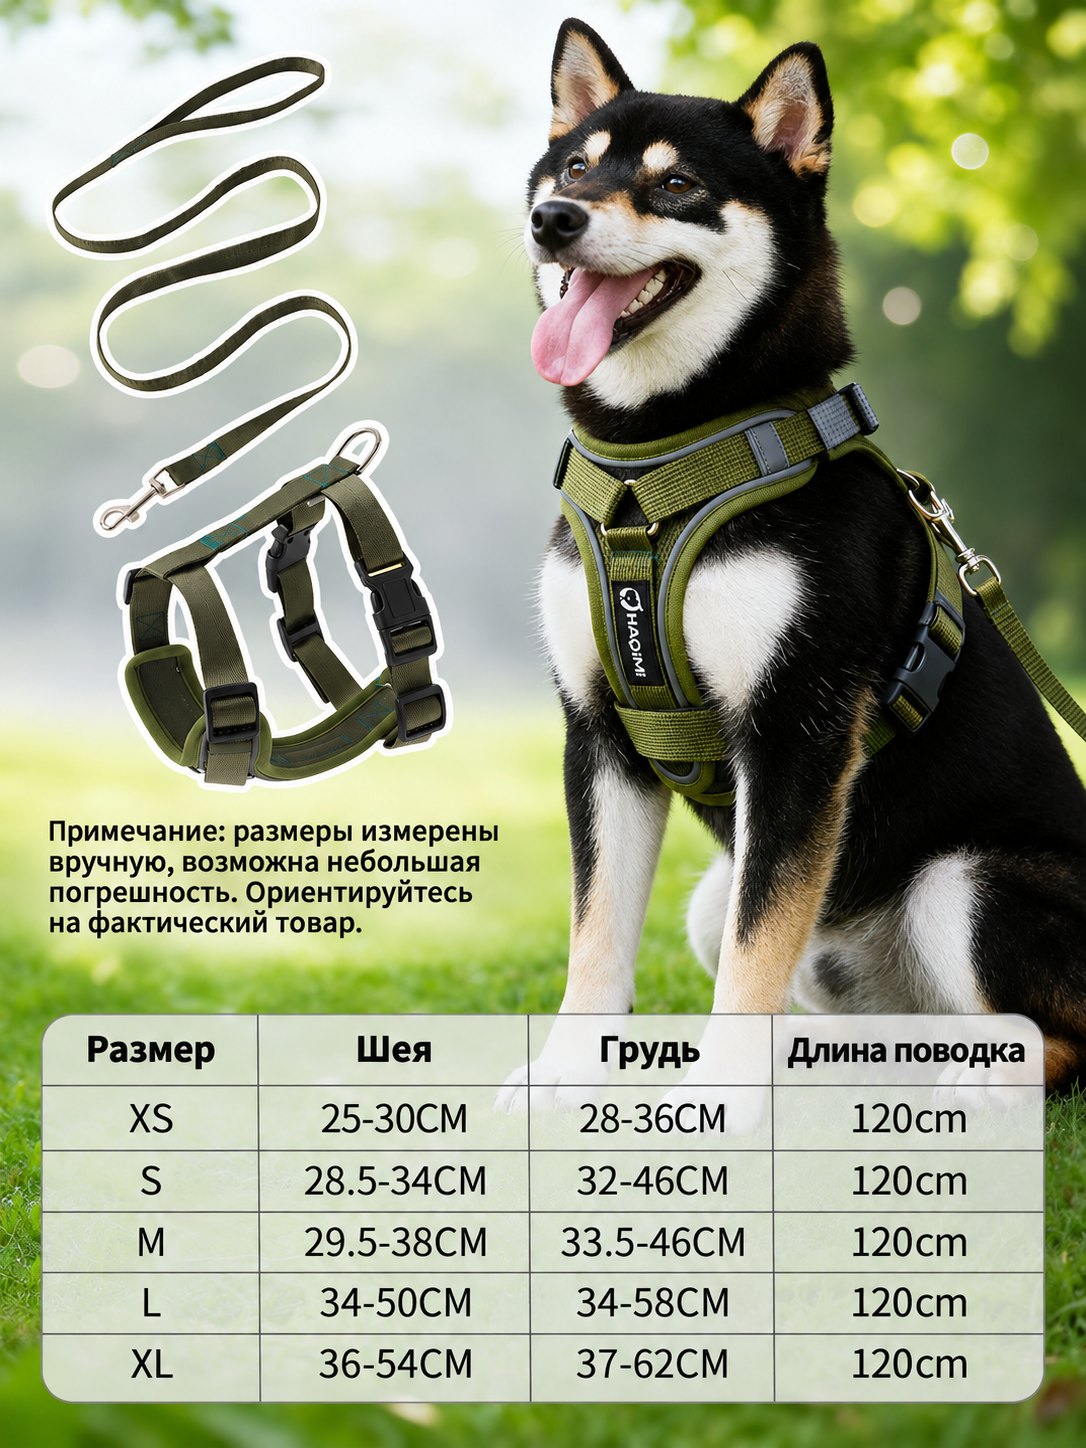 HAQiMi
Примечание: размеры измерены
вручную, возможна небольшая
погрешность. Ориентируйтесь
на фактический товар.
Размер Шея Грудь Длина поводка
XS 25-30CM 28-36CM 120cm
S 28.5-34CM 32-46CM 120cm
M 29.5-38CM 33.5-46CM 120cm
L 34-50CM 34-58CM 120cm
XL 36-54CM 37-62CM 120cm